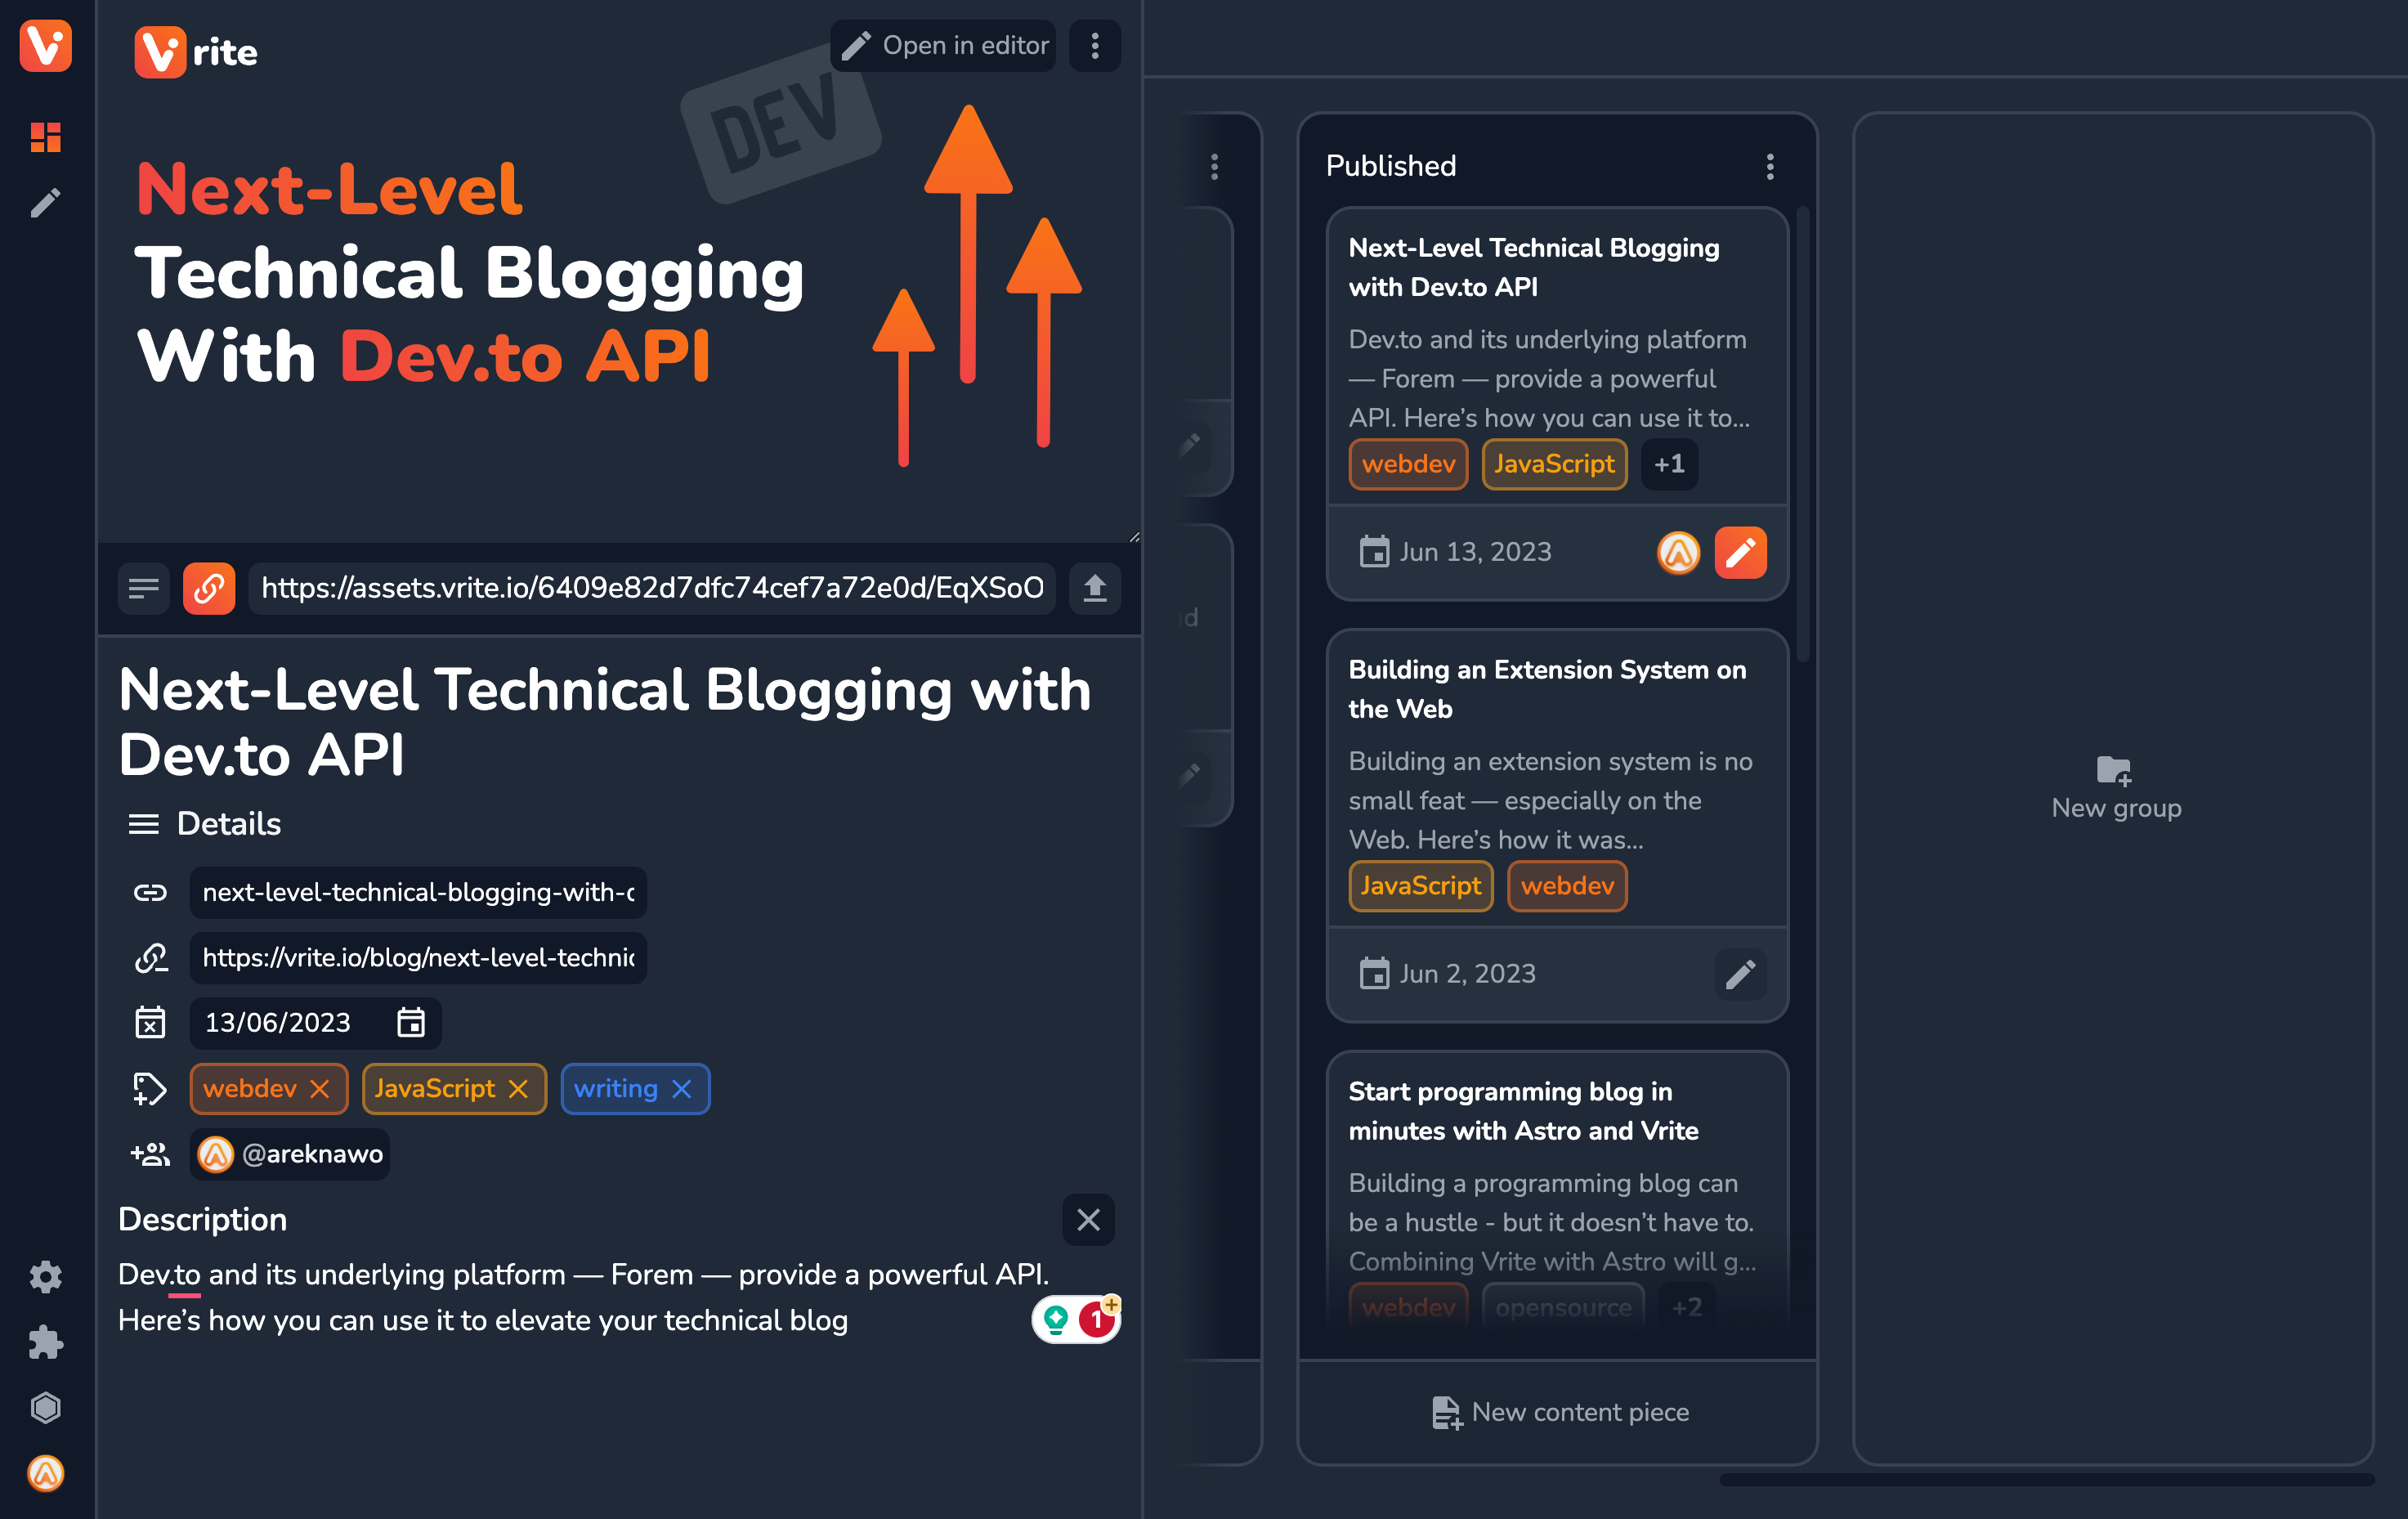 Vrite
Open in editor
DEV
Next-Level
Technical Blogging
With Dev.to API
https://assets.vrite.io/6409e82d7dfc74cef7a72e0d/EqXSoO
Next-Level Technical Blogging with
Dev.to API
Details
next-level-technical-blogging-with-
https://vrite.io/blog/next-level-technic
13/06/2023
webdev JavaScript writing
@areknawo
Description
Dev.to and its underlying platform — Forem — provide a powerful API.
Here’s how you can use it to elevate your technical blog
1
Published
Next-Level Technical Blogging
with Dev.to API
Dev.to and its underlying platform
— Forem — provide a powerful
API. Here’s how you can use it to...
webdev JavaScript +1
Jun 13, 2023
Building an Extension System on
the Web
Building an extension system is no
small feat — especially on the
Web. Here’s how it was...
JavaScript webdev
Jun 2, 2023
Start programming blog in
minutes with Astro and Vrite
Building a programming blog can
be a hustle - but it doesn’t have to.
Combining Vrite with Astro will g...
webdev opensource +2
New content piece
New group